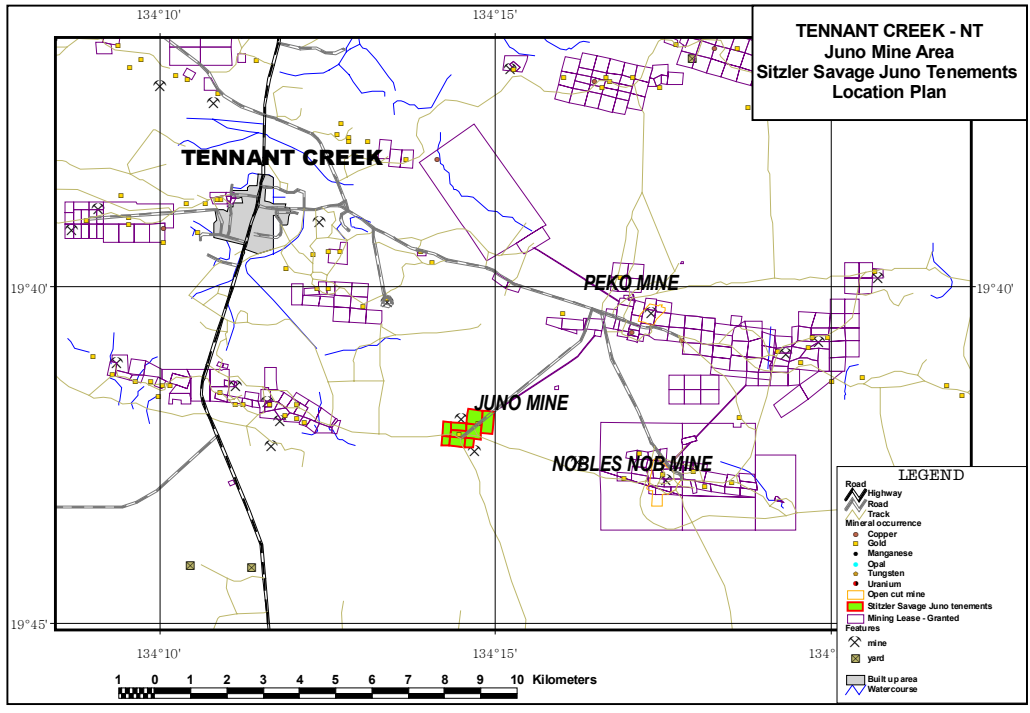 134°10'
134°15'
TENNANT CREEK - NT
Juno Mine Area
Sitzler Savage Juno Tenements
Location Plan
TENNANT CREEK
19°40'
PEKO MINE
19°40'
JUNO MINE
NOBLES NOB MINE
LEGEND
Road
Highway
Road
Track
Mineral occurrence
Copper
Gold
Manganese
Opal
Tungsten
Uranium
Open cut mine
Stitzler Savage Juno tenements
Mining Lease - Granted
Features
mine
yard
Built up area
Watercourse
19°45'
134°10'
134°15'
134°
1 0 1 2 3 4 5 6 7 8 9 10 Kilometers